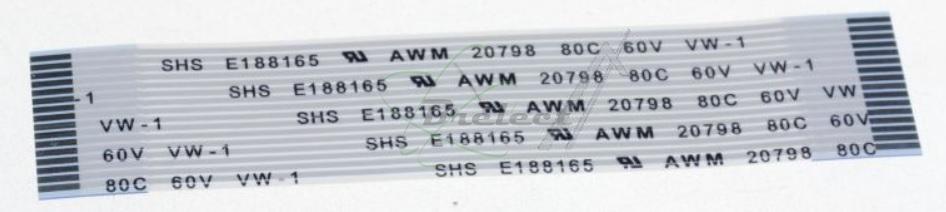 SHS E188165 AWM 20798 80C 60V VW-1
-1 SHS E188165 AWM 20798 80C 60V VW-1
VW-1 SHS E188165 AWM 20798 80C 60V VW
60V VW-1 SHS E188165 AWM 20798 80C 60V
80C 60V VW-1 SHS E188165 AWM 20798 80C